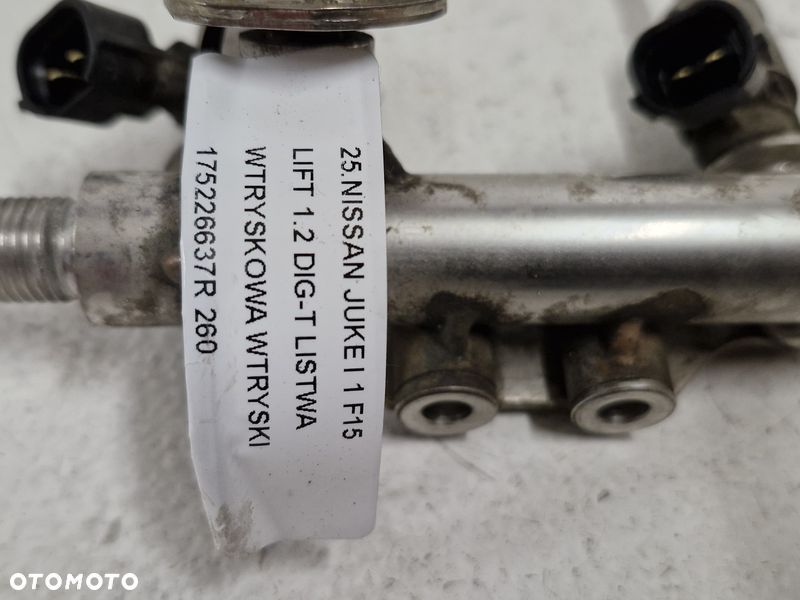 25.NISSAN JUKE I 1 F15
LIFT 1.2 DIG-T LISTWA
WTRYSKOWA WTRYSKI
175226637R 260
OTOMOTO